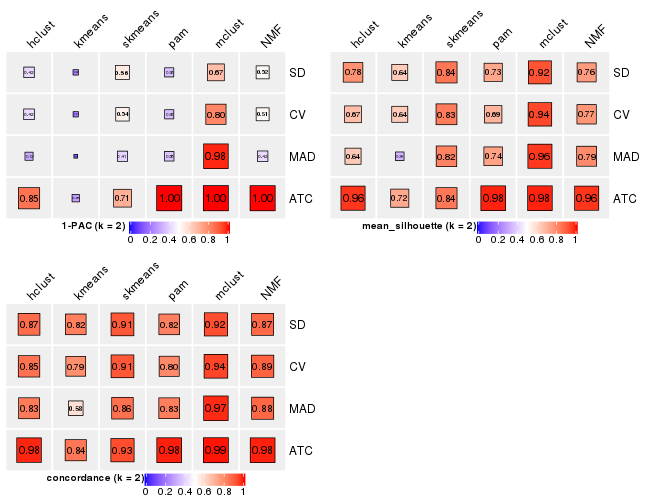 hclust kmeans skmeans pam mclust NMF
0.56 0.67 0.52 SD
0.54 0.80 0.51 CV
0.98 MAD
0.85 0.71 1.00 1.00 1.00 ATC
1-PAC (k = 2) 0 0.2 0.4 0.6 0.8 1
hclust kmeans skmeans pam mclust NMF
0.78 0.64 0.84 0.73 0.92 0.76 SD
0.67 0.64 0.83 0.69 0.94 0.77 CV
0.64 0.82 0.74 0.96 0.79 MAD
0.96 0.72 0.84 0.98 0.98 0.96 ATC
mean_silhouette (k = 2) 0 0.2 0.4 0.6 0.8 1
hclust kmeans skmeans pam mclust NMF
0.87 0.82 0.91 0.82 0.92 0.87 SD
0.85 0.79 0.91 0.80 0.94 0.89 CV
0.83 0.58 0.86 0.83 0.97 0.88 MAD
0.98 0.84 0.93 0.98 0.99 0.98 ATC
concordance (k = 2) 0 0.2 0.4 0.6 0.8 1